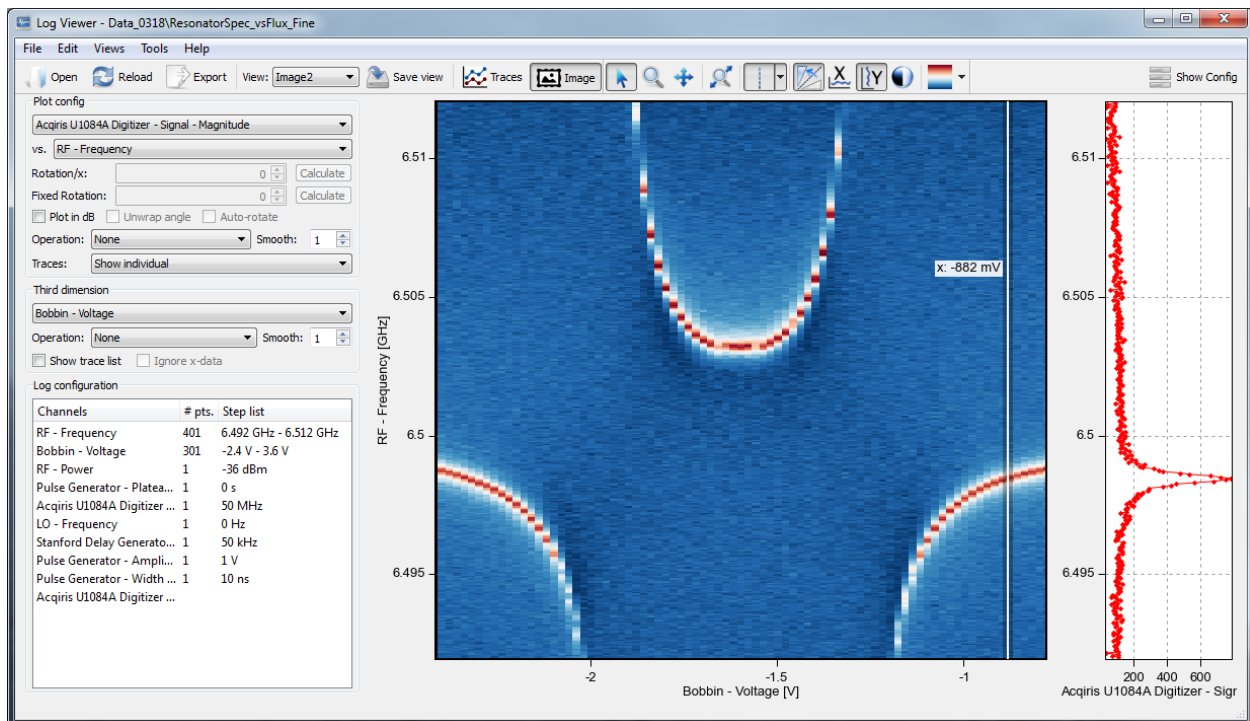 Log Viewer - Data_0318\ResonatorSpec_vsFlux_Fine
File Edit Views Tools Help
Open Reload Export View: Image2 Save view Traces Image X Y Show Config
Plot config
Acqiris U1084A Digitizer - Signal - Magnitude
vs. RF - Frequency
Rotation/x: 0 Calculate
Fixed Rotation: 0 Calculate
Plot in dB Unwrap angle Auto-rotate
Operation: None Smooth: 1
Traces: Show individual
Third dimension
Bobbin - Voltage
Operation: None Smooth: 1
Show trace list Ignore x-data
Log configuration
Channels # pts. Step list
RF - Frequency 401 6.492 GHz - 6.512 GHz
Bobbin - Voltage 301 -2.4 V - 3.6 V
RF - Power 1 -36 dBm
Pulse Generator - Platea... 1 0 s
Acqiris U1084A Digitizer ... 1 50 MHz
LO - Frequency 1 0 Hz
Stanford Delay Generato... 1 50 kHz
Pulse Generator - Ampli... 1 1 V
Pulse Generator - Width ... 1 10 ns
Acqiris U1084A Digitizer ...
RF - Frequency [GHz]
6.51
6.505
6.5
6.495
x: -882 mV
-2 -1.5 -1
Bobbin - Voltage [V]
6.51
6.505
6.5
6.495
200 400 600
Acqiris U1084A Digitizer - Sigr